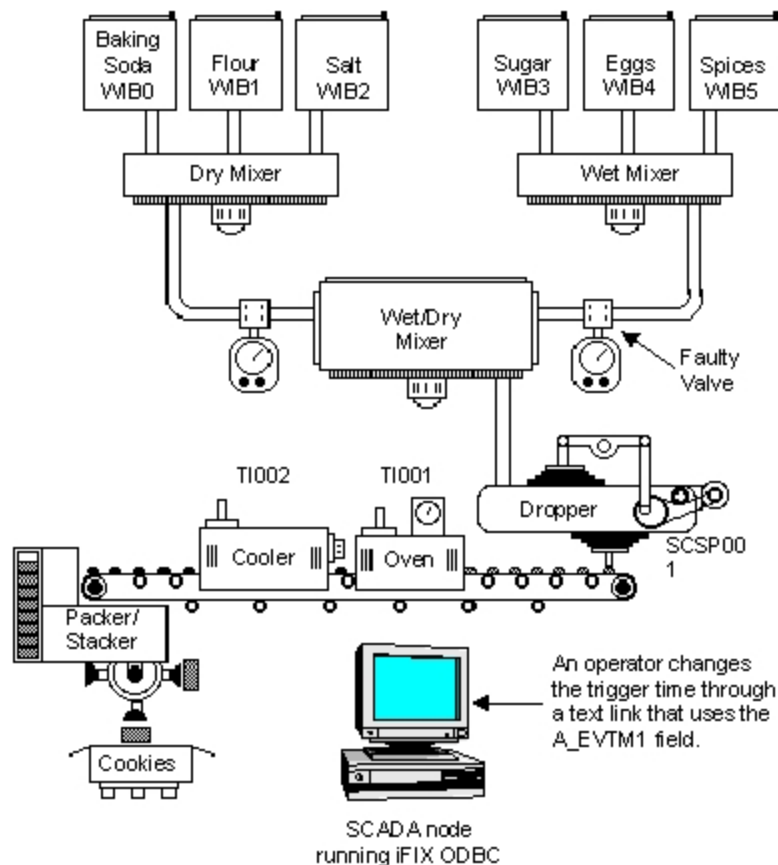 Baking
Soda
WIB0
Flour
WIB1
Salt
WIB2
Sugar
WIB3
Eggs
WIB4
Spices
WIB5
Dry Mixer
Wet Mixer
Wet/Dry
Mixer
Faulty
Valve
TI002
TI001
Dropper
Cooler
Oven
SCSP00
1
Packer/
Stacker
An operator changes
the trigger time through
a text link that uses the
A_EVTM1 field.
Cookies
SCADA node
running iFIX ODBC